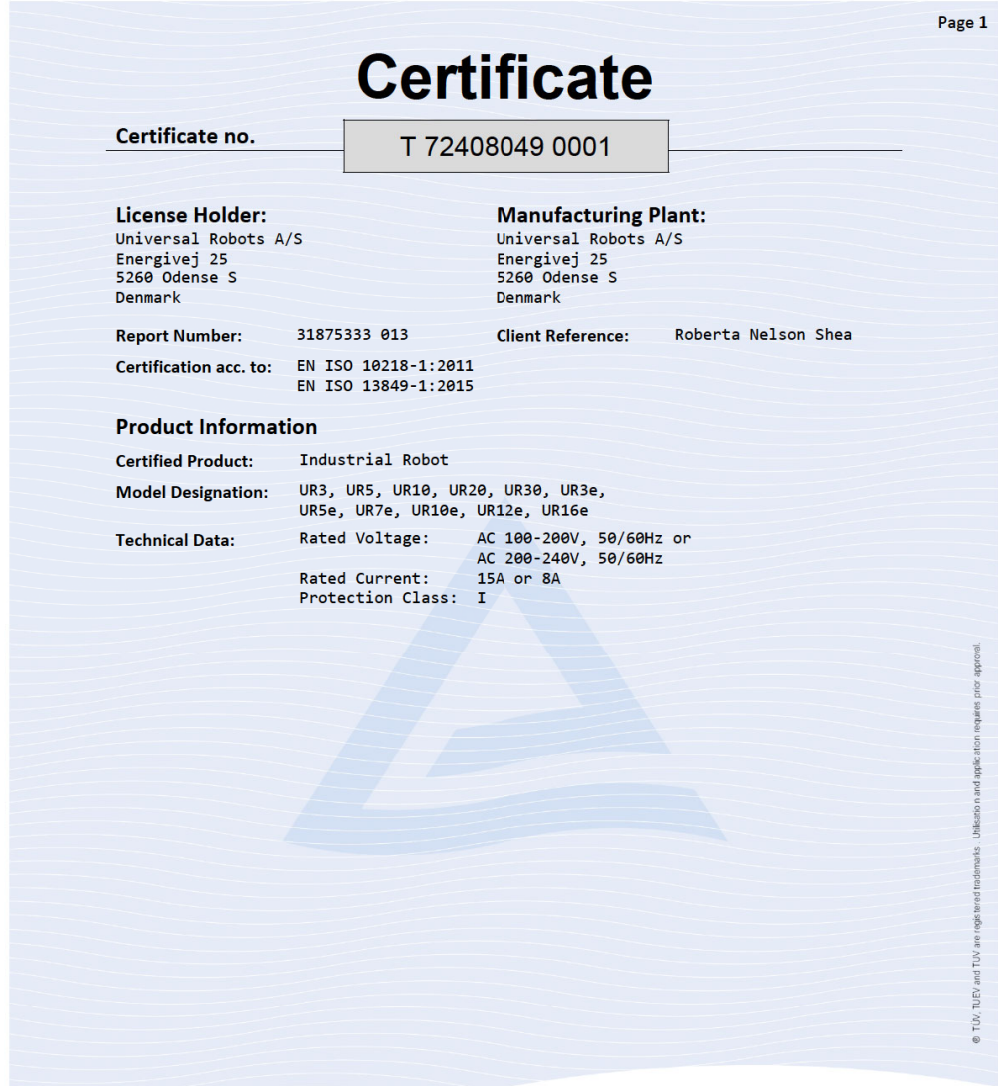 Page 1
Certificate
Certificate no.
T 72408049 0001
License Holder:
Universal Robots A/S
Energivej 25
5260 Odense S
Denmark
Manufacturing Plant:
Universal Robots A/S
Energivej 25
5260 Odense S
Denmark
Report Number: 31875333 013
Client Reference: Roberta Nelson Shea
Certification acc. to: EN ISO 10218-1:2011
EN ISO 13849-1:2015
Product Information
Certified Product: Industrial Robot
Model Designation: UR3, UR5, UR10, UR20, UR30, UR3e,
UR5e, UR7e, UR10e, UR12e, UR16e
Technical Data: Rated Voltage: AC 100-200V, 50/60Hz or
AC 200-240V, 50/60Hz
Rated Current: 15A or 8A
Protection Class: I
® TÜV, TUEV and TUV are registered trademarks. Utilisation and application requires prior approval.